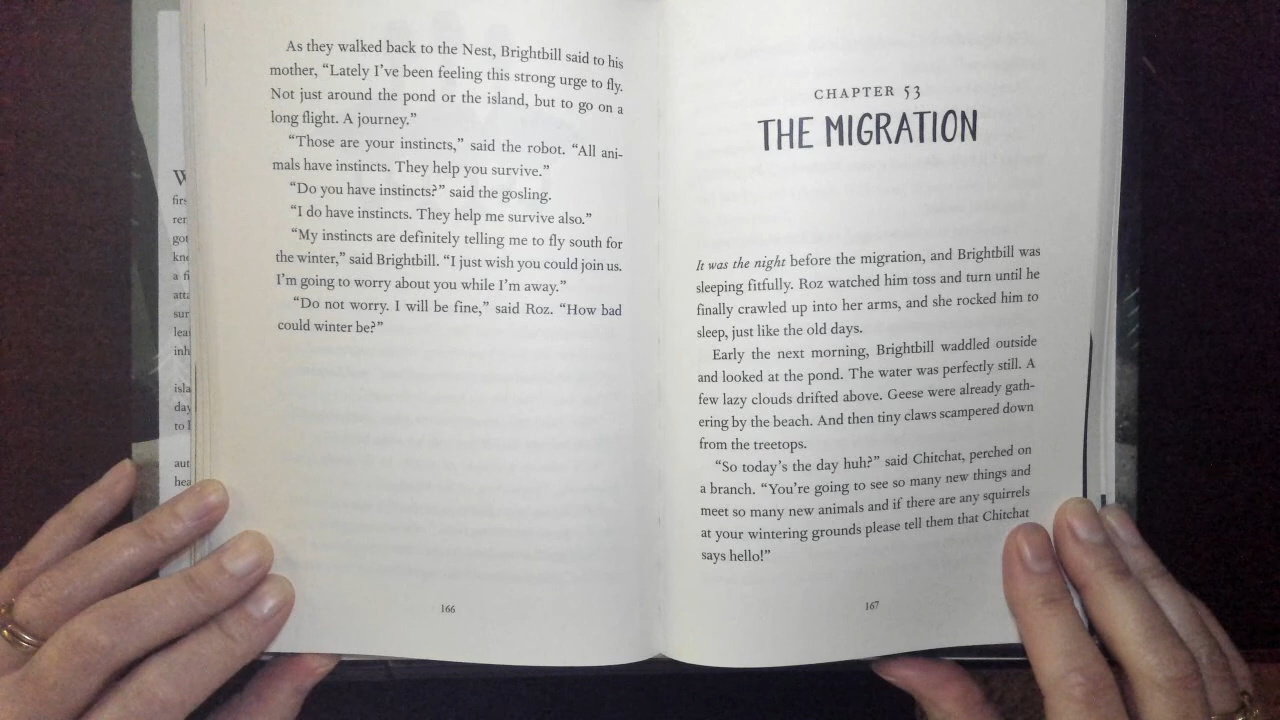 As they walked back to the Nest, Brightbill said to his
mother, “Lately I’ve been feeling this strong urge to fly.
Not just around the pond or the island, but to go on a
long flight. A journey.”
“Those are your instincts,” said the robot. “All ani-
mals have instincts. They help you survive.”
“Do you have instincts?” said the gosling.
“I do have instincts. They help me survive also.”
“My instincts are definitely telling me to fly south for
the winter,” said Brightbill. “I just wish you could join us.
I’m going to worry about you while I’m away.”
“Do not worry. I will be fine,” said Roz. “How bad
could winter be?”
166
CHAPTER 53
THE MIGRATION
It was the night before the migration, and Brightbill was
sleeping fitfully. Roz watched him toss and turn until he
finally crawled up into her arms, and she rocked him to
sleep, just like the old days.
Early the next morning, Brightbill waddled outside
and looked at the pond. The water was perfectly still. A
few lazy clouds drifted above. Geese were already gath-
ering by the beach. And then tiny claws scampered down
from the treetops.
“So today’s the day huh?” said Chitchat, perched on
a branch. “You’re going to see so many new things and
meet so many new animals and if there are any squirrels
at your wintering grounds please tell them that Chitchat
says hello!”
167